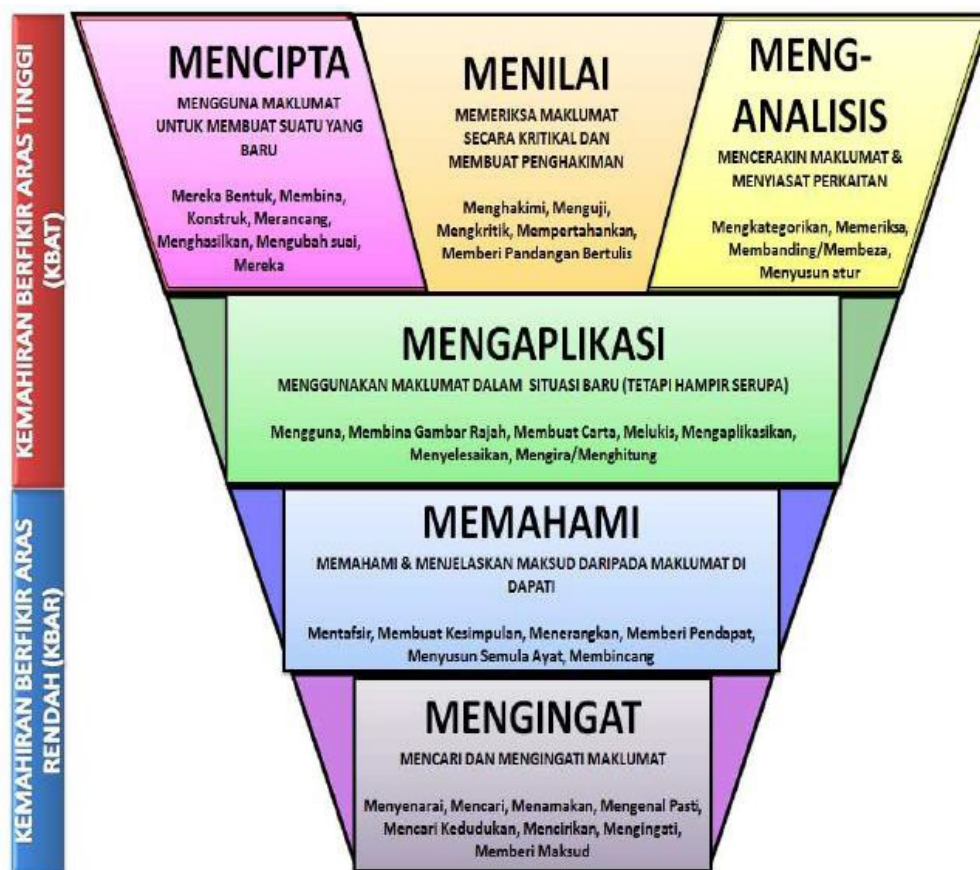 KEMAHIRAN BERFIKIR ARAS TINGGI
(KBAT)
MENCIPTA
MENGGUNA MAKLUMAT
UNTUK MEMBUAT SUATU YANG
BARU
Mereka Bentuk, Membina,
Konstruk, Merancang,
Menghasilkan, Mengubah suai,
Mereka
MENILAI
MEMERIKSA MAKLUMAT
SECARA KRITIKAL DAN
MEMBUAT PENGHAKIMAN
Menghakimi, Menguji,
Mengkritik, Mempertahankan,
Memberi Pandangan Bertulis
MENG-
ANALISIS
MENCERAKIN MAKLUMAT &
MENYIASAT PERKAITAN
Mengkategorikan, Memeriksa,
Membanding/Membeza,
Menyusun atur
MENGAPLIKASI
MENGGUNAKAN MAKLUMAT DALAM SITUASI BARU (TETAPI HAMPIR SERUPA)
Mengguna, Membina Gambar Rajah, Membuat Carta, Melukis, Mengaplikasikan,
Menyelesaikan, Mengira/Menghitung
KEMAHIRAN BERFIKIR ARAS
RENDAH (KBAR)
MEMAHAMI
MEMAHAMI & MENJELASKAN MAKSUD DARIPADA MAKLUMAT DI
DAPATI
Mentafsir, Membuat Kesimpulan, Menerangkan, Memberi Pendapat,
Menyusun Semula Ayat, Membincang
MENGINGAT
MENCARI DAN MENGINGATI MAKLUMAT
Menyenarai, Mencari, Menamakan, Mengenal Pasti,
Mencari Kedudukan, Mencirikan, Mengingati,
Memberi Maksud